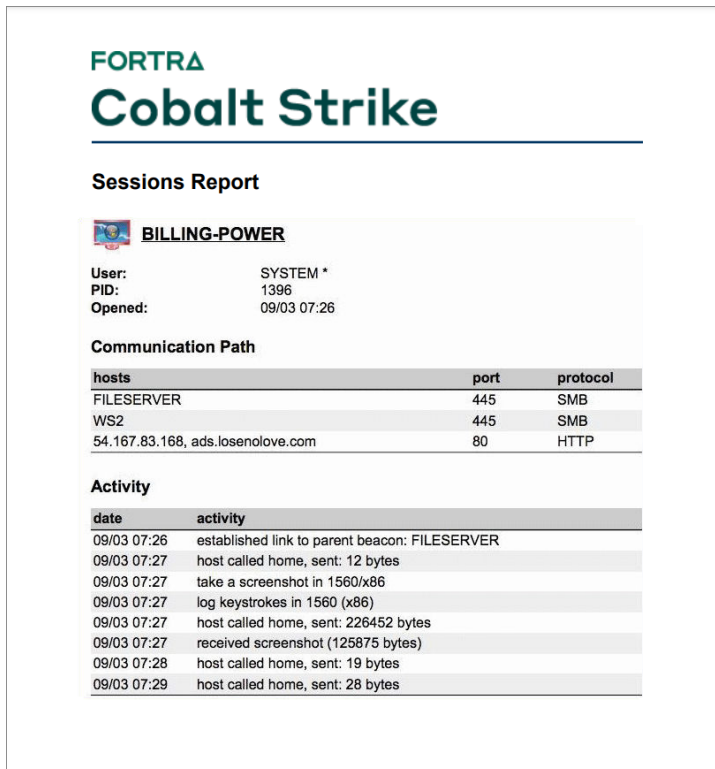 FORTRA
Cobalt Strike
Sessions Report
BILLING-POWER
User: SYSTEM *
PID: 1396
Opened: 09/03 07:26
Communication Path
hosts port protocol
FILESERVER 445 SMB
WS2 445 SMB
54.167.83.168, ads.losenolove.com 80 HTTP
Activity
date activity
09/03 07:26 established link to parent beacon: FILESERVER
09/03 07:27 host called home, sent: 12 bytes
09/03 07:27 take a screenshot in 1560/x86
09/03 07:27 log keystrokes in 1560 (x86)
09/03 07:27 host called home, sent: 226452 bytes
09/03 07:27 received screenshot (125875 bytes)
09/03 07:28 host called home, sent: 19 bytes
09/03 07:29 host called home, sent: 28 bytes